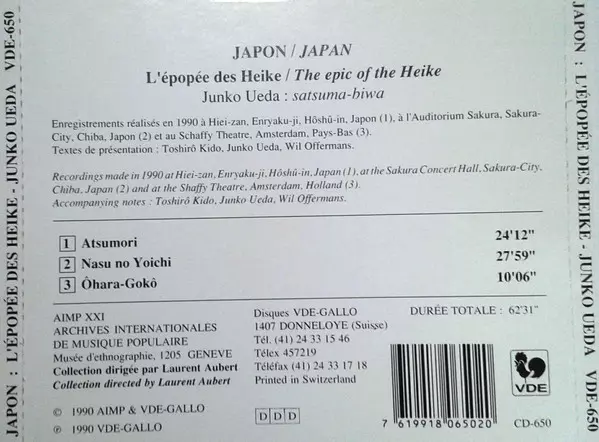 JAPON : L'ÉPOPÉE DES HEIKE - JUNKO UEDA VDE-650
JAPON / JAPAN
L'épopée des Heike / The epic of the Heike
Junko Ueda : satsuma-biwa
Enregistrements réalisés en 1990 à Hiei-zan, Enryaku-ji, Hôshû-in, Japon (1), à l'Auditorium Sakura, Sakura-
City, Chiba, Japon (2) et au Schaffy Theatre, Amsterdam, Pays-Bas (3).
Textes de présentation : Toshirô Kido, Junko Ueda, Wil Offermans.
Recordings made in 1990 at Hiei-zan, Enryaku-ji, Hôshû-in, Japan (1), at the Sakura Concert Hall, Sakura-City,
Chiba, Japan (2) and at the Shaffy Theatre, Amsterdam, Holland (3).
Accompanying notes : Toshirô Kido, Junko Ueda, Wil Offermans.
1 Atsumori 24'12"
2 Nasu no Yoichi 27'59"
3 Ôhara-Gokô 10'06"
AIMP XXI
ARCHIVES INTERNATIONALES
DE MUSIQUE POPULAIRE
Musée d'ethnographie, 1205 GENEVE
Collection dirigée par Laurent Aubert
Collection directed by Laurent Aubert
© 1990 AIMP & VDE-GALLO
℗ 1990 VDE-GALLO
Disques VDE-GALLO
1407 DONNELOYE (Suisse)
Tél. (41) 24 33 15 46
Télex 457219
Téléfax (41) 24 33 17 18
Printed in Switzerland
D D D
DURÉE TOTALE : 62'31"
7 619918 065020
VDE
CD-650
JAPON : L'ÉPOPÉE DES HEIKE - JUNKO UEDA VDE-650